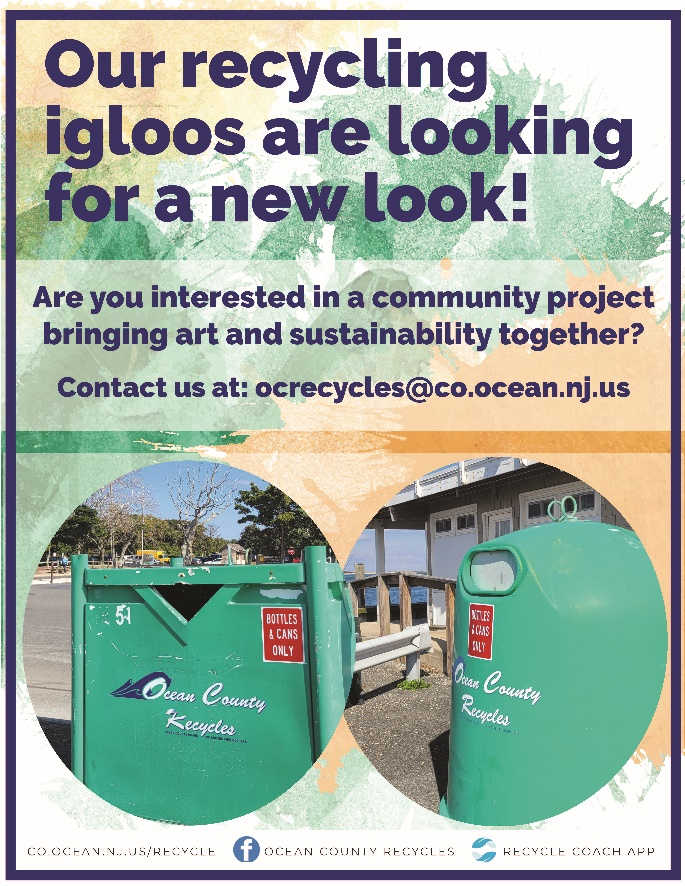 Our recycling
igloos are looking
for a new look!
Are you interested in a community project
bringing art and sustainability together?
Contact us at: ocrecycles@co.ocean.nj.us
51
BOTTLES
& CANS
ONLY
Ocean County
Recycles
BOTTLES
& CANS
ONLY
Ocean County
Recycles
CO.OCEAN.NJ.US/RECYCLE
OCEAN COUNTY RECYCLES
RECYCLE COACH APP